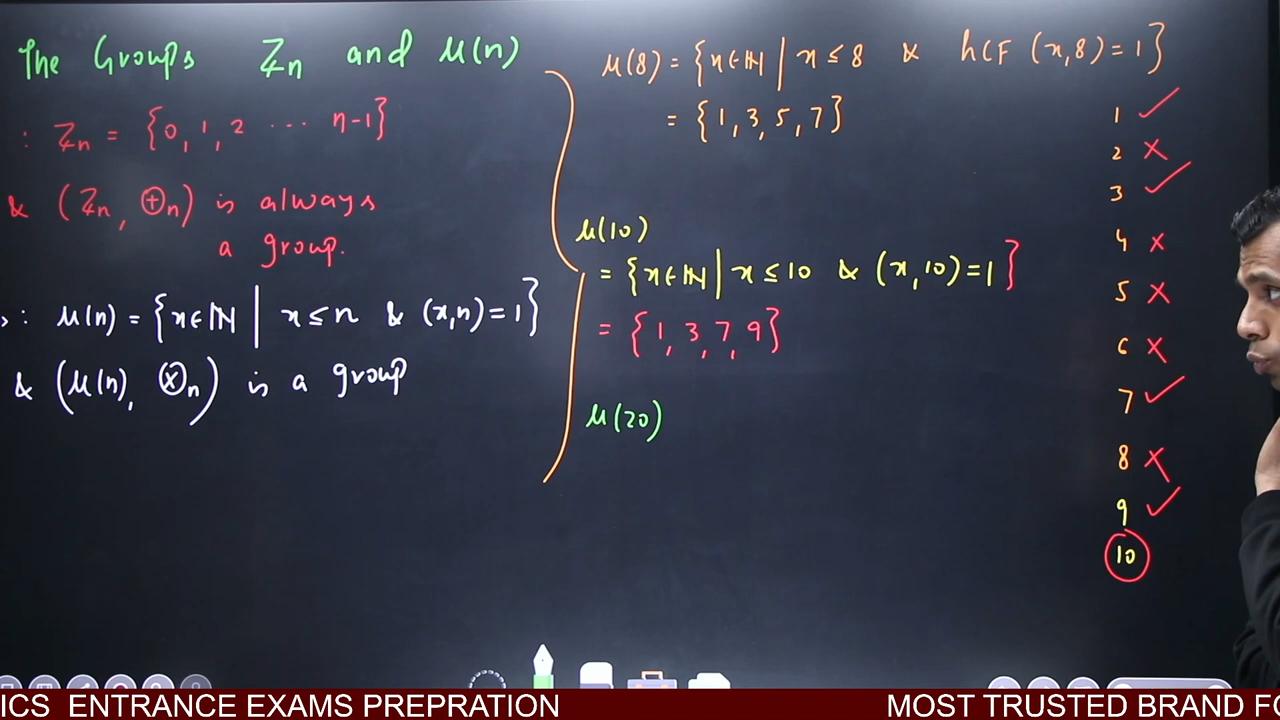 The Groups Zn and u(n)
: Zn = {0, 1, 2 ... n-1}
& (Zn, ⊕n) is always
a group.
: u(n) = {x∈ℕ | x ≤ n & (x,n)=1}
& (u(n), ⊗n) is a group
u(8) = {x∈ℕ | x ≤ 8 & hCF (x,8)=1}
= {1, 3, 5, 7}
u(10)
= {x∈ℕ | x ≤ 10 & (x,10)=1}
= {1, 3, 7, 9}
u(20)
1 ✓
2 ✗
3 ✓
4 ✗
5 ✗
6 ✗
7 ✓
8 ✗
9 ✓
10
ICS ENTRANCE EXAMS PREPRATION
MOST TRUSTED BRAND FO